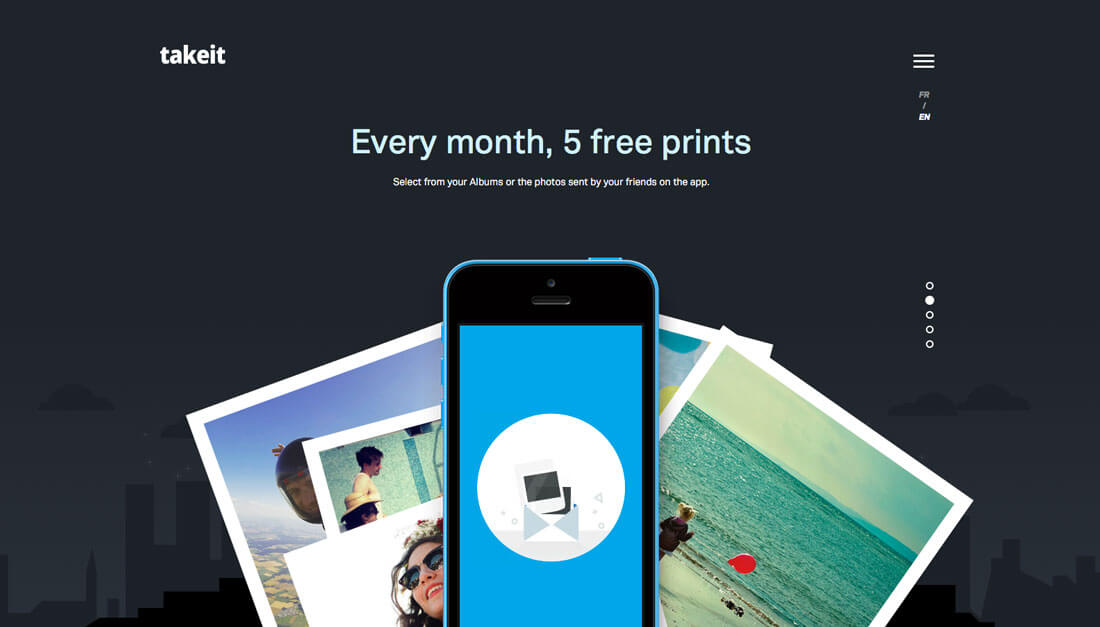 takeit
FR
/
EN
Every month, 5 free prints
Select from your Albums or the photos sent by your friends on the app.